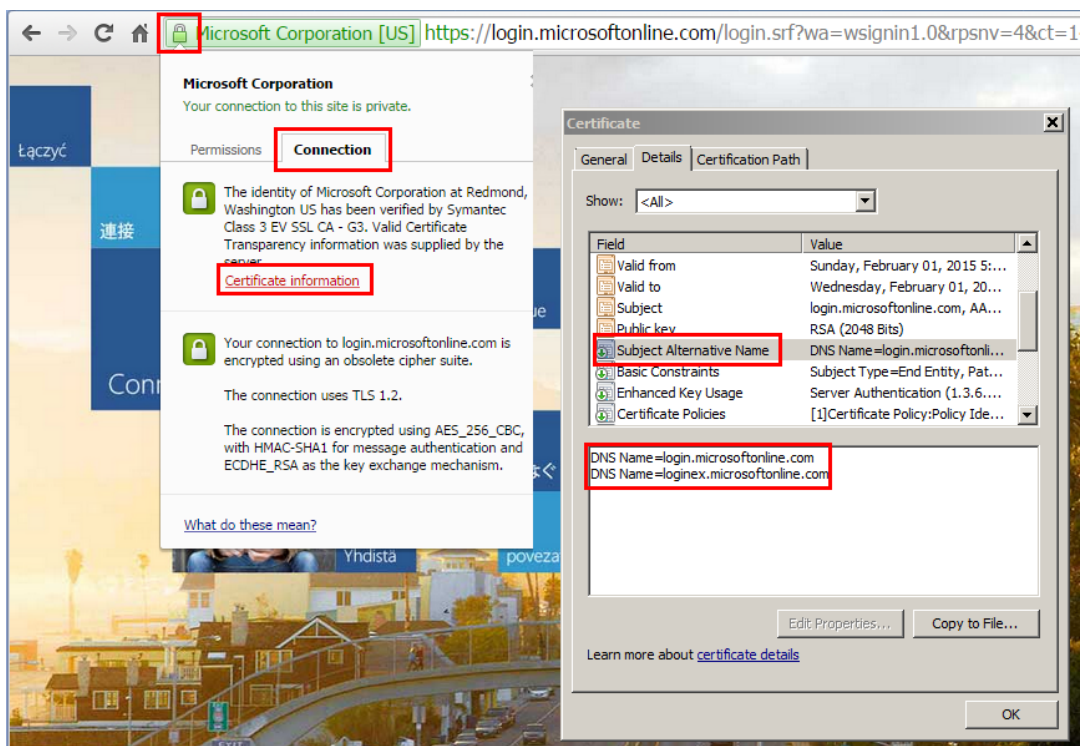 Microsoft Corporation [US] https://login.microsoftonline.com/login.srf?wa=wsignin1.0&rpsnv=4&ct=1
Microsoft Corporation
Your connection to this site is private.
Permissions
Connection
The identity of Microsoft Corporation at Redmond,
Washington US has been verified by Symantec
Class 3 EV SSL CA - G3. Valid Certificate
Transparency information was supplied by the
server.
Certificate information
Your connection to login.microsoftonline.com is
encrypted using an obsolete cipher suite.
The connection uses TLS 1.2.
The connection is encrypted using AES_256_CBC,
with HMAC-SHA1 for message authentication and
ECDHE_RSA as the key exchange mechanism.
What do these mean?
Łączyć
連接
Conn
ue
まぐ
Yhdistä
poveza
EXIT
Certificate
General Details Certification Path
Show: <All>
Field Value
Valid from Sunday, February 01, 2015 5:...
Valid to Wednesday, February 01, 20...
Subject login.microsoftonline.com, AA...
Public key RSA (2048 Bits)
Subject Alternative Name DNS Name=login.microsoftonli...
Basic Constraints Subject Type=End Entity, Pat...
Enhanced Key Usage Server Authentication (1.3.6....
Certificate Policies [1]Certificate Policy:Policy Ide...
DNS Name=login.microsoftonline.com
DNS Name=loginex.microsoftonline.com
Edit Properties... Copy to File...
Learn more about certificate details
OK